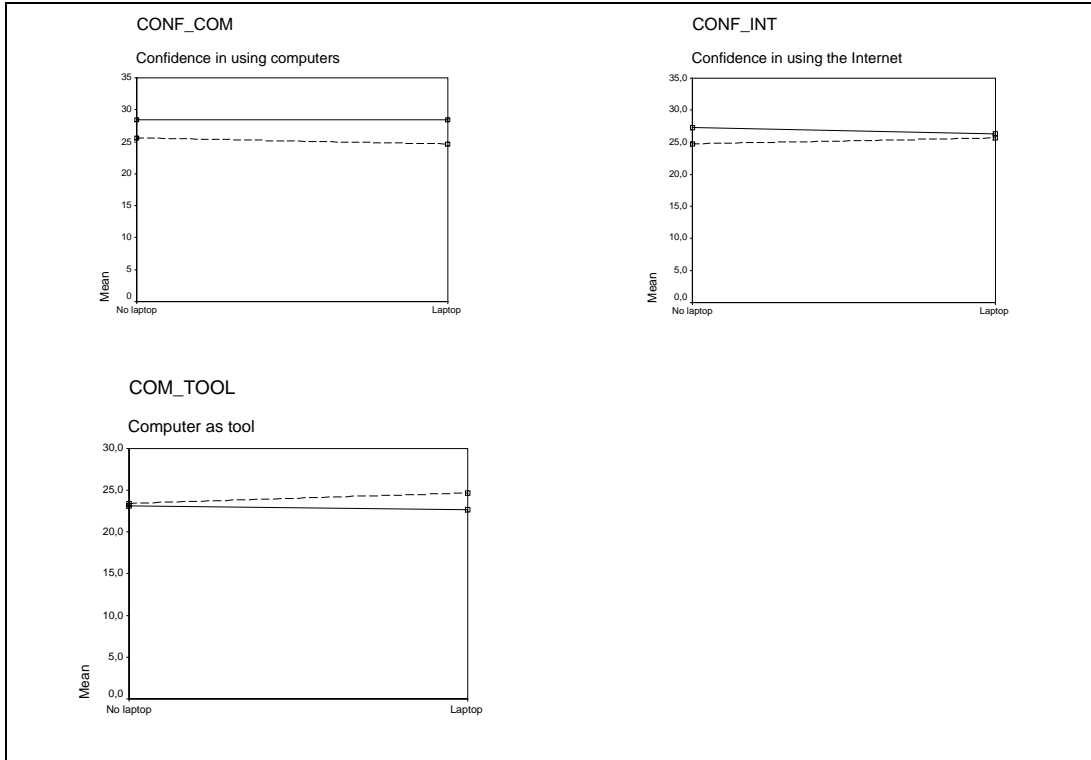 CONF_COM
Confidence in using computers
35
30
25
20
15
10
5
0
Mean
No laptop
Laptop
CONF_INT
Confidence in using the Internet
35,0
30,0
25,0
20,0
15,0
10,0
5,0
0,0
Mean
No laptop
Laptop
COM_TOOL
Computer as tool
30,0
25,0
20,0
15,0
10,0
5,0
0,0
Mean
No laptop
Laptop